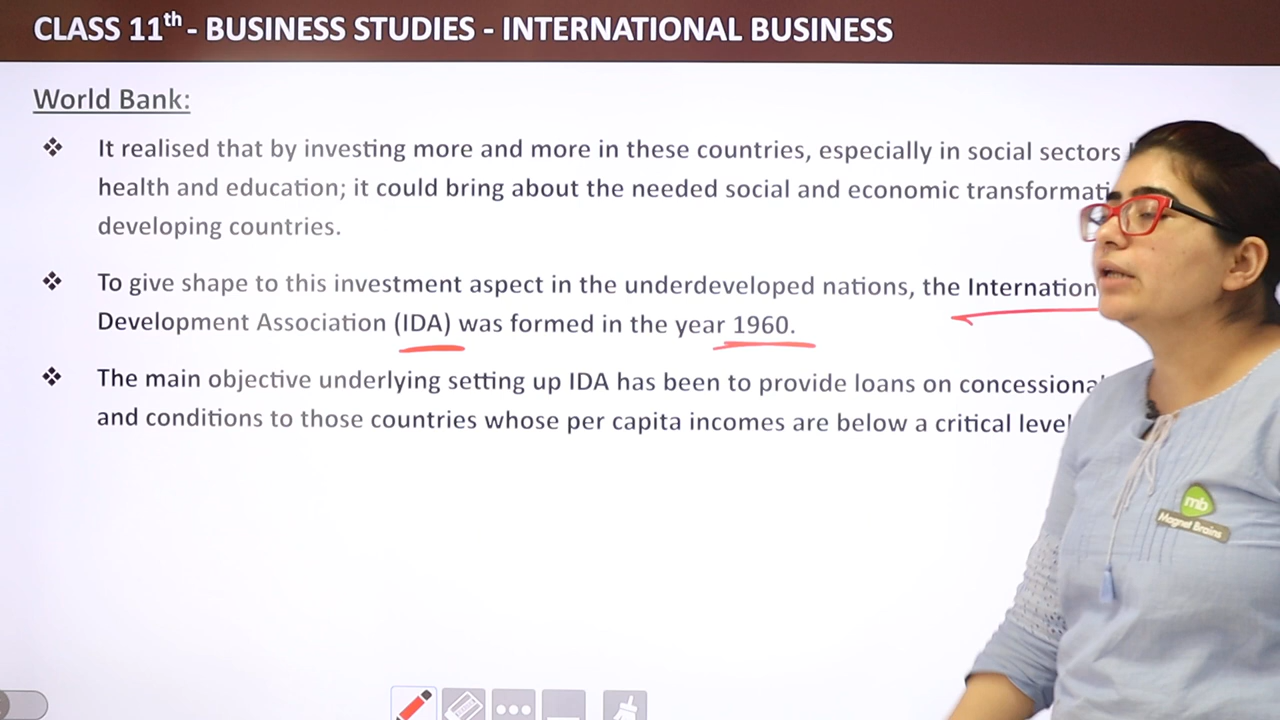 CLASS 11th - BUSINESS STUDIES - INTERNATIONAL BUSINESS
World Bank:
❖ It realised that by investing more and more in these countries, especially in social sectors
health and education; it could bring about the needed social and economic
developing countries.
❖ To give shape to this investment aspect in the underdeveloped nations, the
Development Association (IDA) was formed in the year 1960.
❖ The main objective underlying setting up IDA has been to provide loans on
and conditions to those countries whose per capita incomes are below a critical level
mb
Magnet Brains